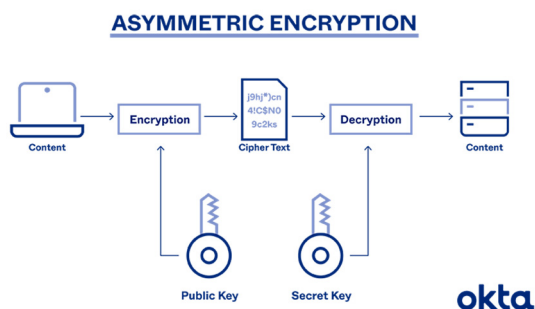 ASYMMETRIC ENCRYPTION
j9hj*)cn
4!C$N0
9c2ks
Encryption
Decryption
Content
Cipher Text
Content
Public Key
Secret Key
okta